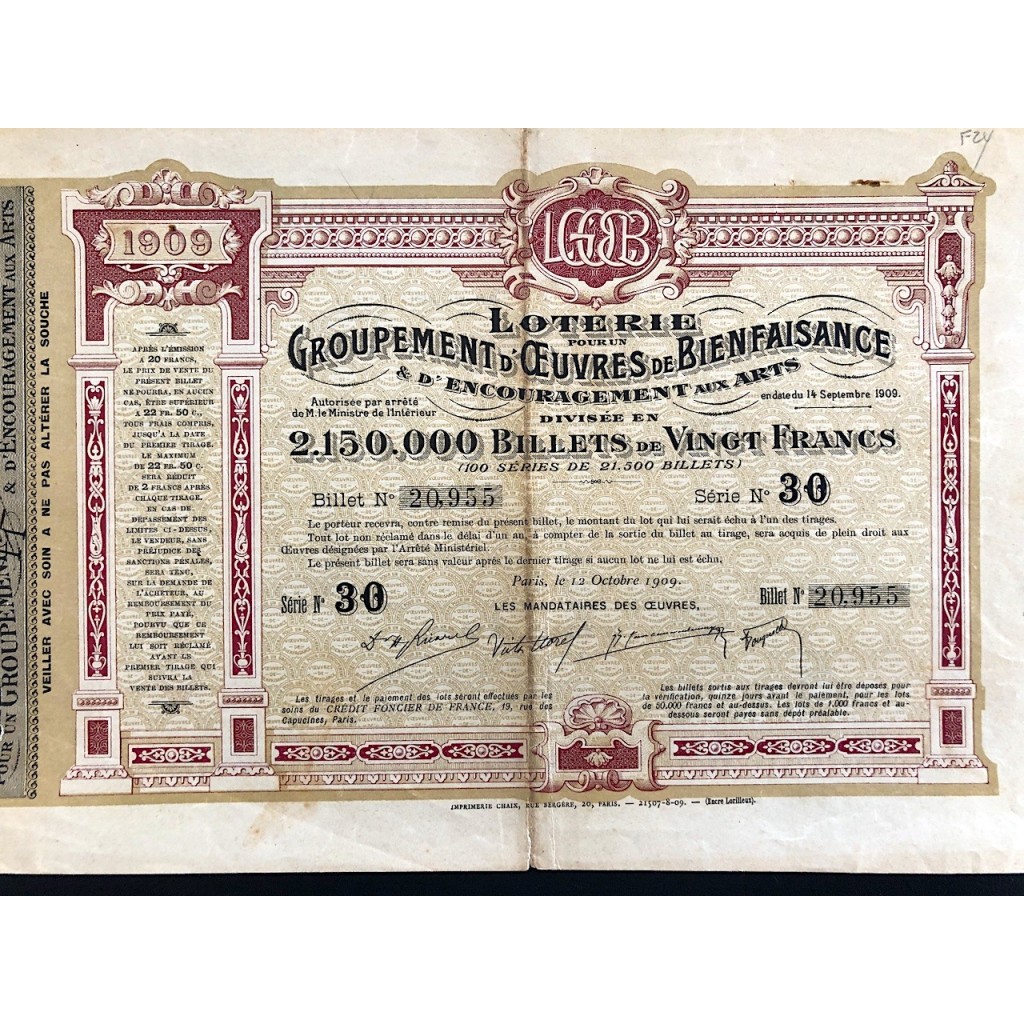 F24
POUR UN GROUPEMENT & D'ENCOURAGEMENT AUX ARTS
VEILLER AVEC SOIN A NE PAS ALTÉRER LA SOUCHE
1909
APRÈS L'ÉMISSION
A 20 FRANCS,
LE PRIX DE VENTE DU
PRÉSENT BILLET
NE POURRA, EN AUCUN
CAS, ÊTRE SUPÉRIEUR
A 22 FR. 50 C.,
TOUS FRAIS COMPRIS,
JUSQU'A LA DATE
DU PREMIER TIRAGE.
LE MAXIMUM
DE 22 FR. 50 C.
SERA RÉDUIT
DE 2 FRANCS APRÈS
CHAQUE TIRAGE.
EN CAS DE
DÉPASSEMENT DES
LIMITES CI-DESSUS,
LE VENDEUR, SANS
PRÉJUDICE DES
SANCTIONS PENALES,
SERA TENU,
SUR LA DEMANDE DE
L'ACHETEUR, AU
REMBOURSEMENT DU
PRIX PAYÉ,
POURVU QUE CE
REMBOURSEMENT
LUI SOIT RÉCLAMÉ
AVANT LE
PREMIER TIRAGE QUI
SUIVRA LA
VENTE DES BILLETS.
LOTERIE
POUR UN
GROUPEMENT D'ŒUVRES DE BIENFAISANCE
& D'ENCOURAGEMENT AUX ARTS
Autorisée par arrêté
de M. le Ministre de l'Intérieur
en date du 14 Septembre 1909.
DIVISÉE EN
2.150.000 BILLETS DE VINGT FRANCS
(100 SÉRIES DE 21.500 BILLETS)
Billet N° 20,955 Série N° 30
Le porteur recevra, contre remise du présent billet, le montant du lot qui lui serait échu à l'un des tirages.
Tout lot non réclamé dans le délai d'un an, à compter de la sortie du billet au tirage, sera acquis de plein droit aux
Œuvres désignées par l'Arrêté Ministériel.
Le présent billet sera sans valeur après le dernier tirage si aucun lot ne lui est échu.
Paris, le 12 Octobre 1909.
Série N° 30 LES MANDATAIRES DES ŒUVRES, Billet N° 20,955
Les tirages et le paiement des lots seront effectués par les
soins du CRÉDIT FONCIER DE FRANCE, 19, rue des
Capucines, Paris.
Les billets sortis aux tirages devront lui être déposés pour
la vérification, quinze jours avant le paiement, pour les lots
de 50.000 francs et au-dessus. Les lots de 1.000 francs et au-
dessous seront payés sans dépôt préalable.
IMPRIMERIE CHAIX, RUE BERGÈRE, 20, PARIS. — 21507-8-09. — (Encre Lorilleux).